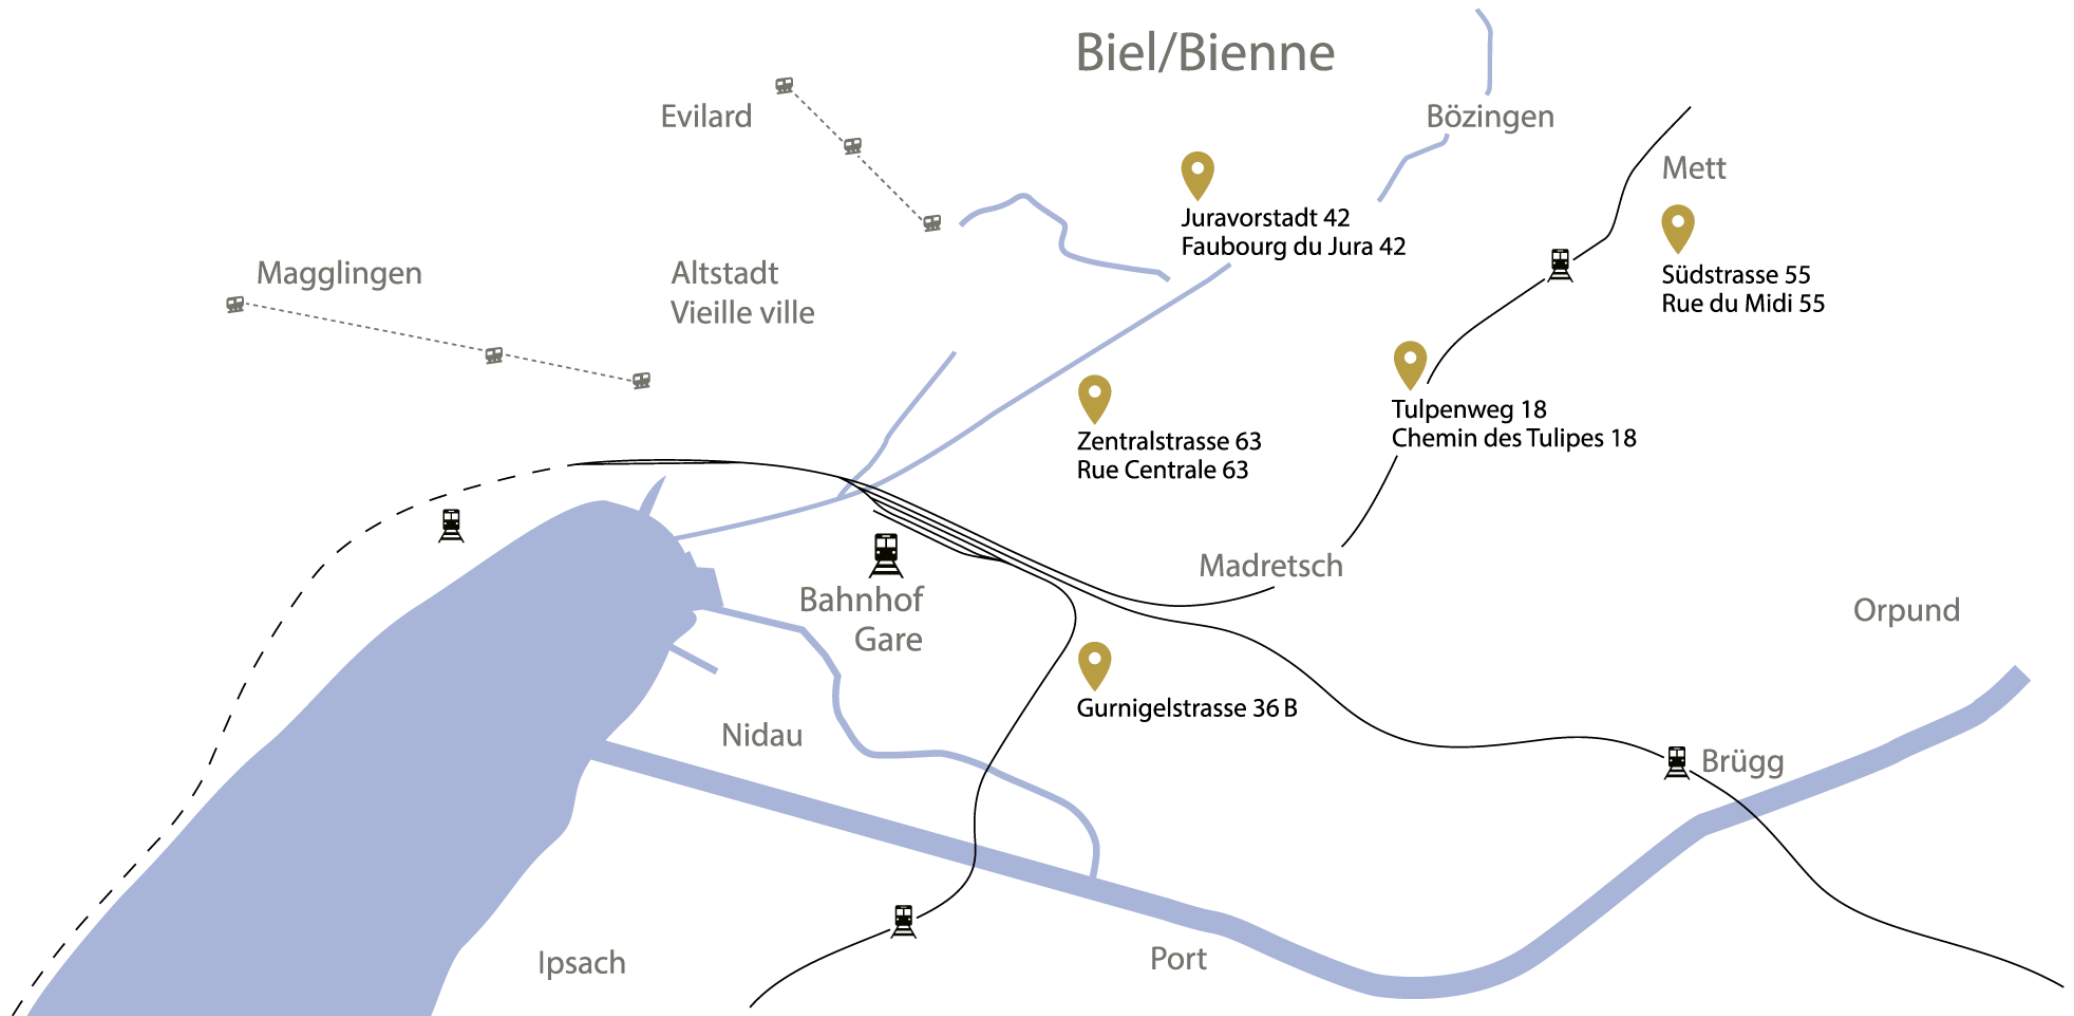 Biel/Bienne
Evilard
Bözingen
Mett
Juravorstadt 42
Faubourg du Jura 42
Magglingen
Altstadt
Vieille ville
Südstrasse 55
Rue du Midi 55
Zentralstrasse 63
Rue Centrale 63
Tulpenweg 18
Chemin des Tulipes 18
Madretsch
Bahnhof
Gare
Orpund
Gurnigelstrasse 36 B
Nidau
Brügg
Ipsach
Port